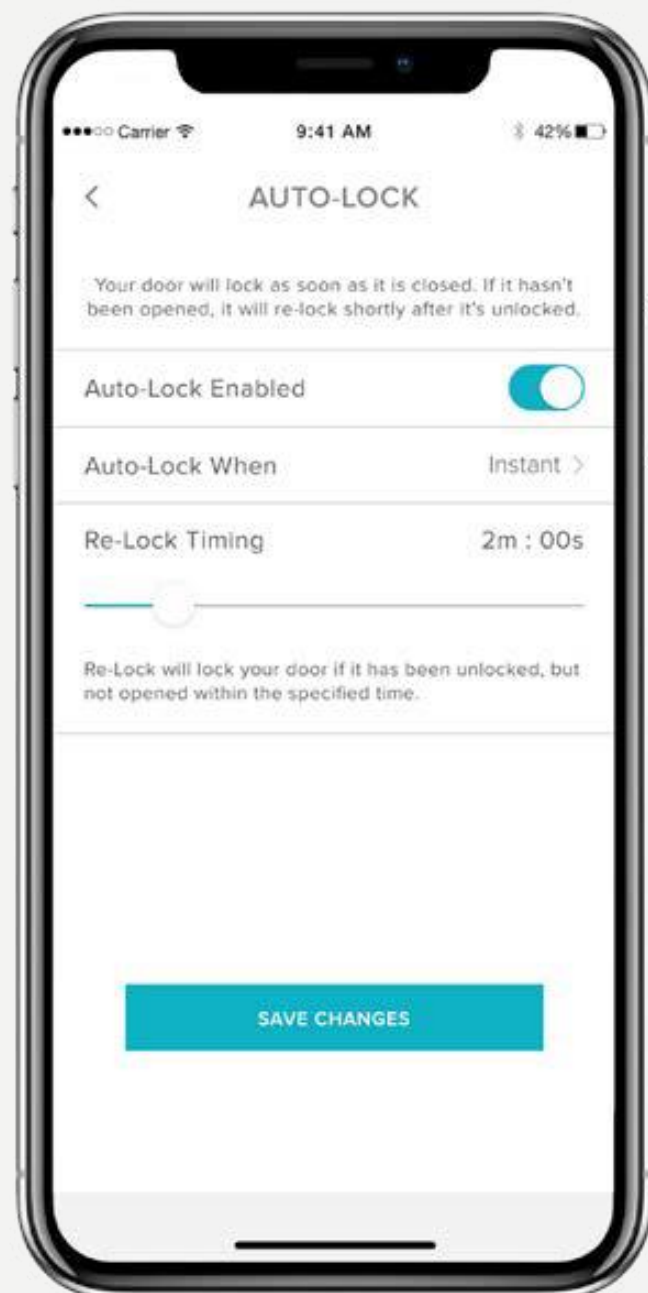 ●●●○○ Carrier 9:41 AM 42%
< AUTO-LOCK
Your door will lock as soon as it is closed. If it hasn't
been opened, it will re-lock shortly after it's unlocked.
Auto-Lock Enabled
Auto-Lock When Instant >
Re-Lock Timing 2m : 00s
Re-Lock will lock your door if it has been unlocked, but
not opened within the specified time.
SAVE CHANGES